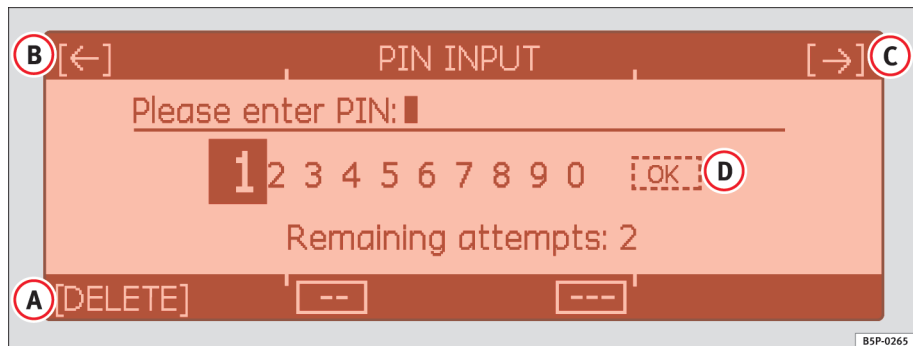 B [←] PIN INPUT [→] C
Please enter PIN:
1 2 3 4 5 6 7 8 9 0 OK D
Remaining attempts: 2
A [DELETE] -- ---
B5P-0265